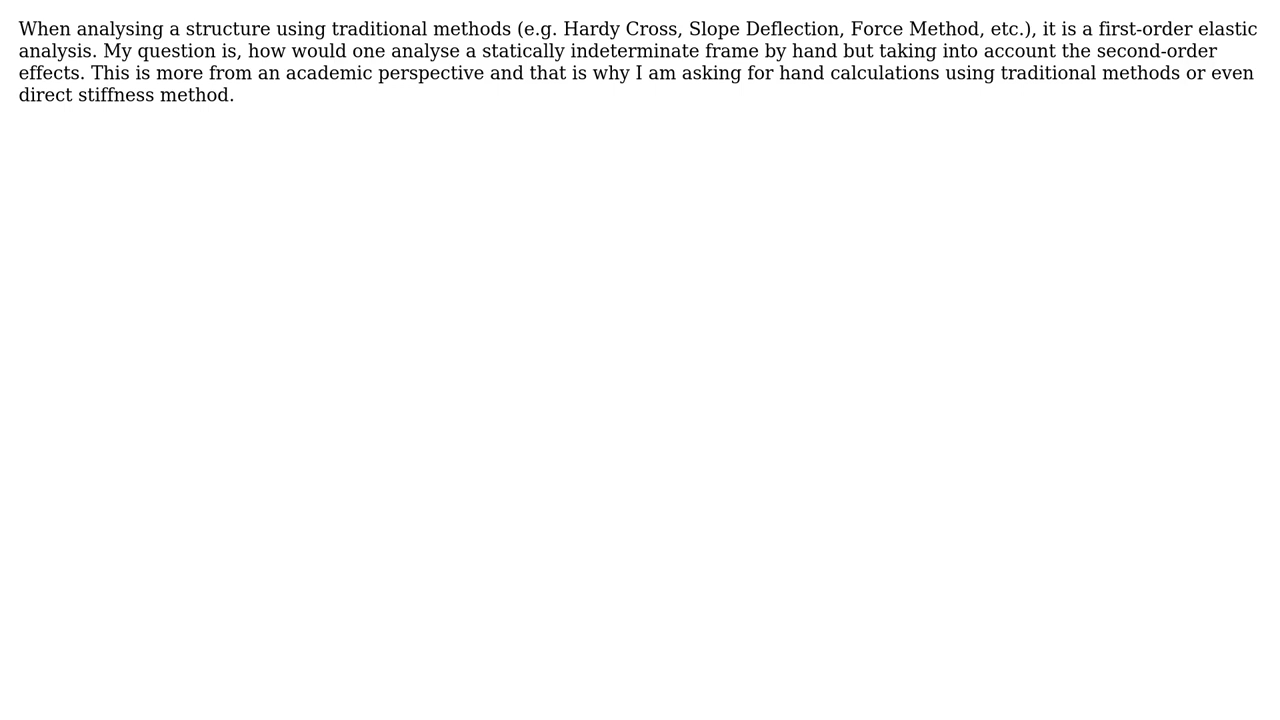 When analysing a structure using traditional methods (e.g. Hardy Cross, Slope Deflection, Force Method, etc.), it is a first-order elastic
analysis. My question is, how would one analyse a statically indeterminate frame by hand but taking into account the second-order
effects. This is more from an academic perspective and that is why I am asking for hand calculations using traditional methods or even
direct stiffness method.